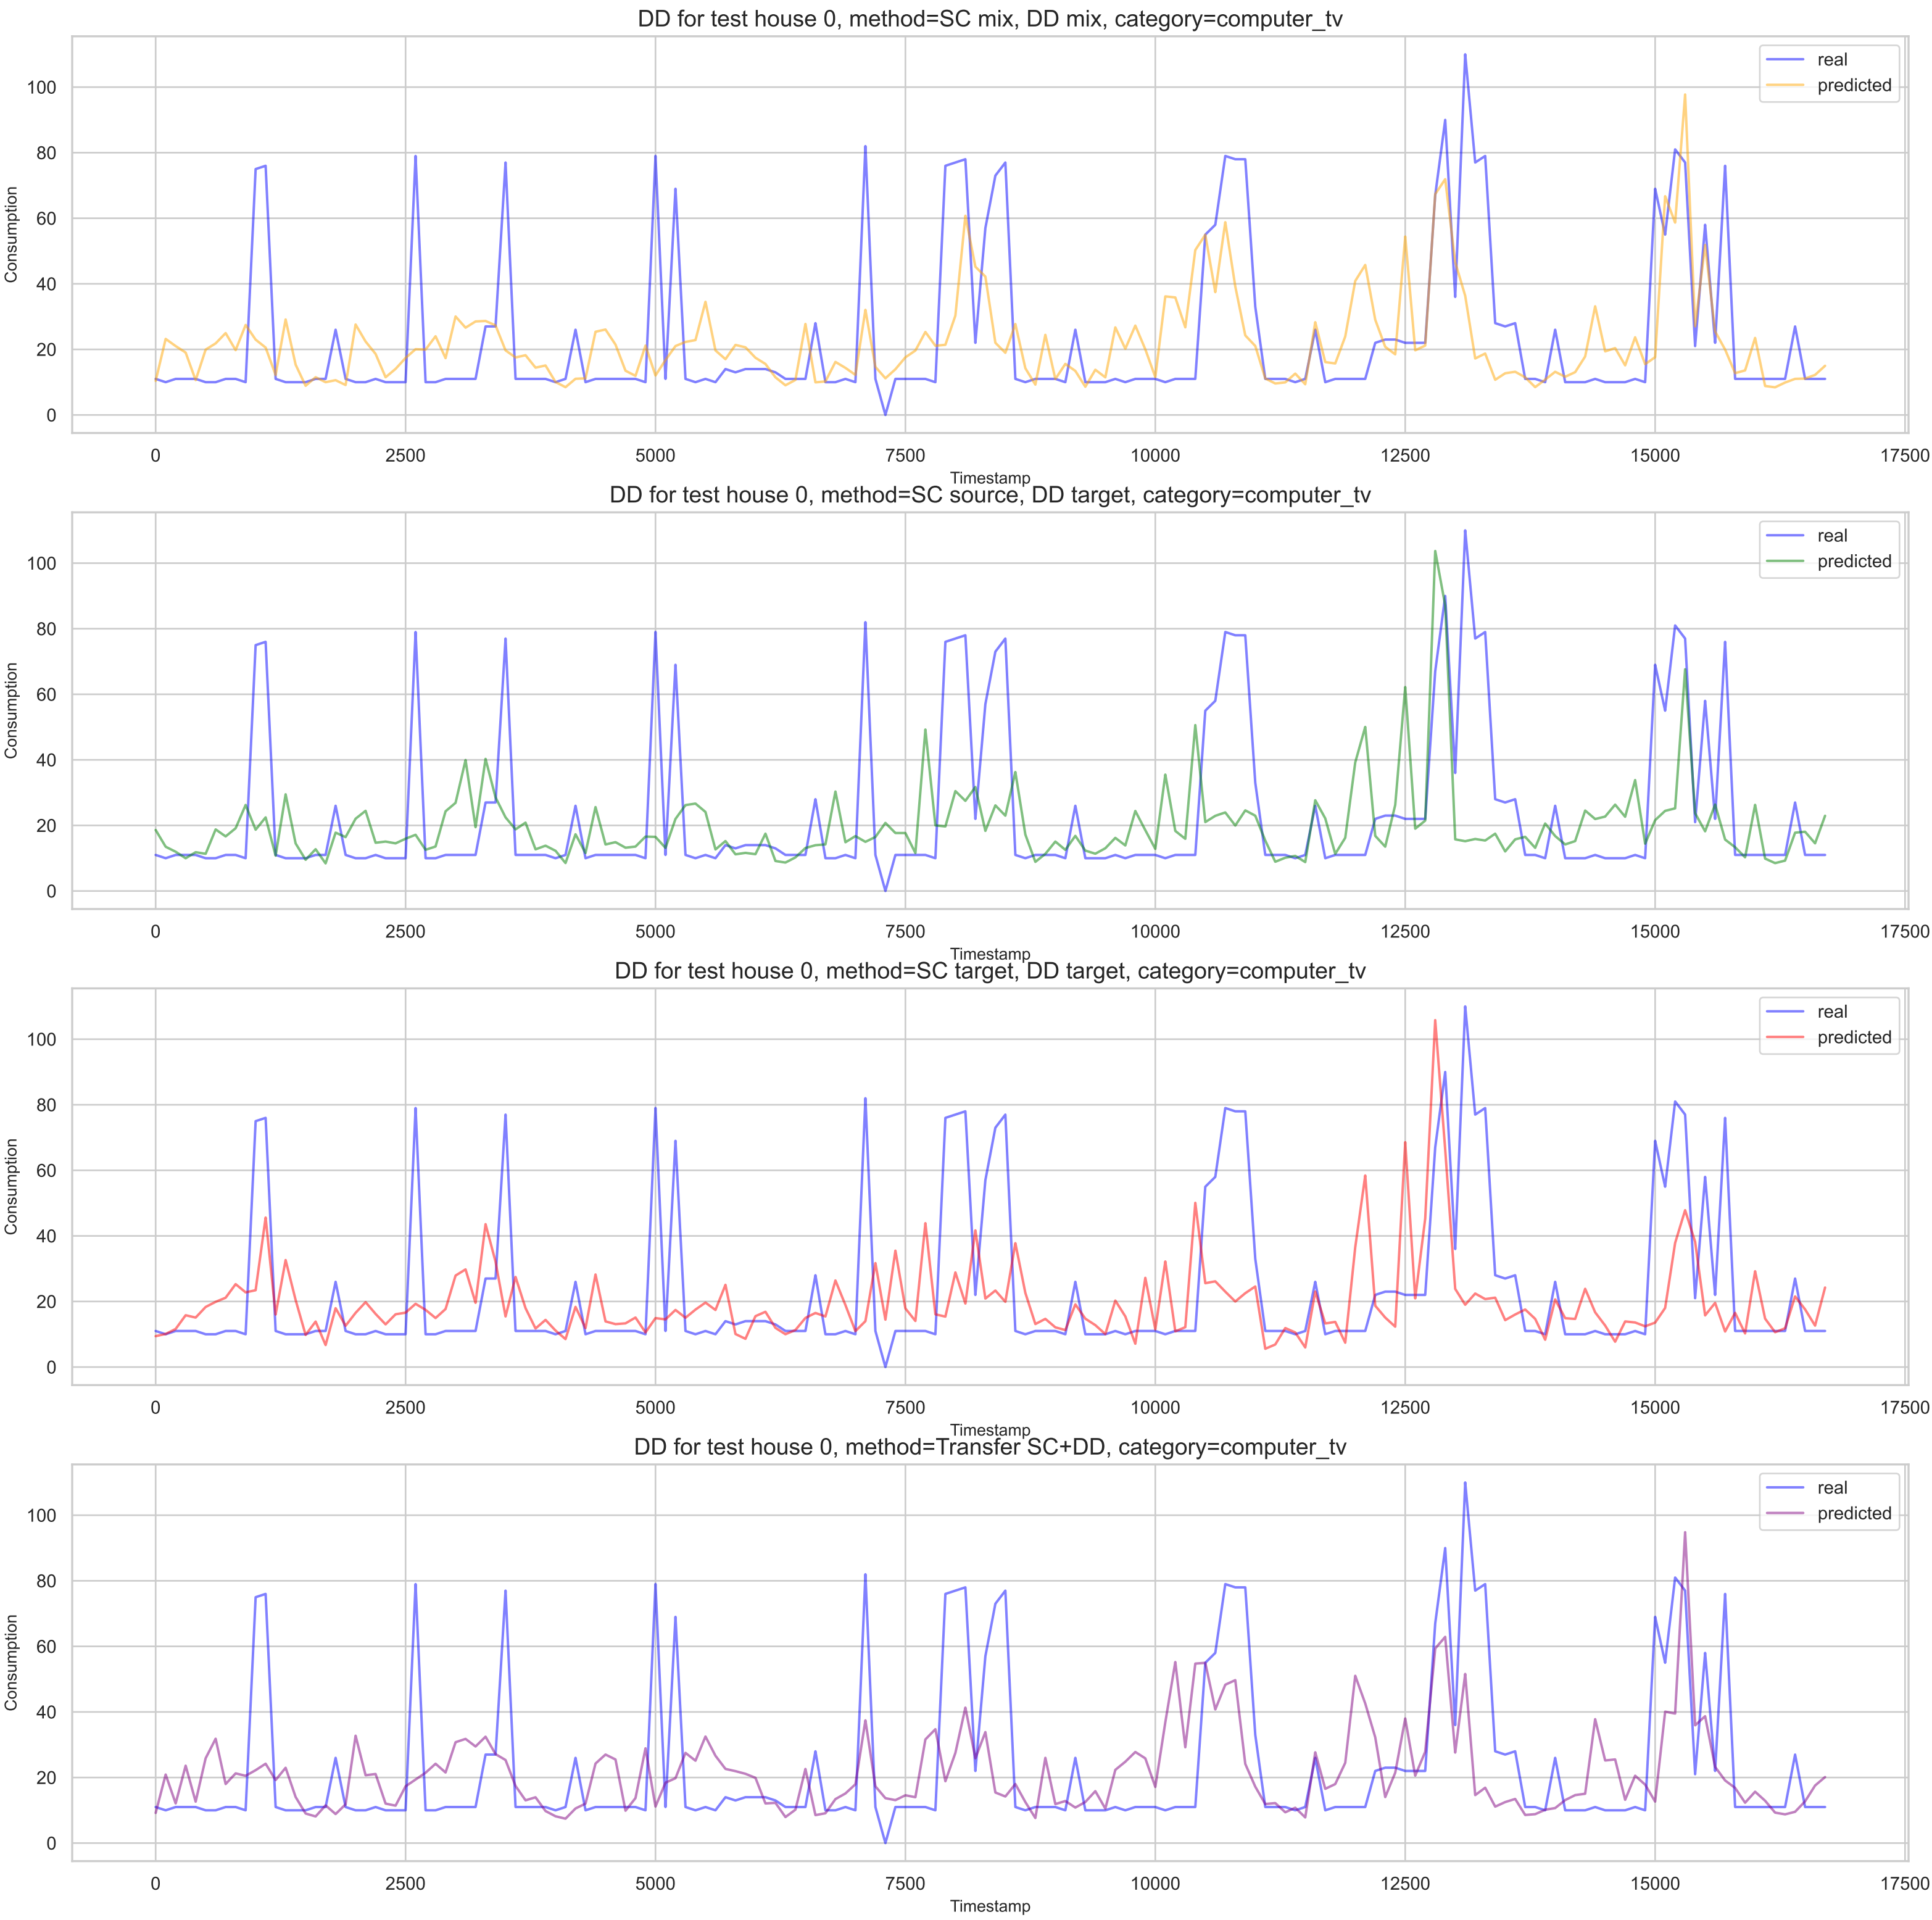 DD for test house 0, method=SC mix, DD mix, category=computer_tv
real
predicted
100
80
60
40
20
0
Consumption
0 2500 5000 7500 10000 12500 15000 17500
Timestamp
DD for test house 0, method=SC source, DD target, category=computer_tv
real
predicted
100
80
60
40
20
0
Consumption
0 2500 5000 7500 10000 12500 15000 17500
Timestamp
DD for test house 0, method=SC target, DD target, category=computer_tv
real
predicted
100
80
60
40
20
0
Consumption
0 2500 5000 7500 10000 12500 15000 17500
Timestamp
DD for test house 0, method=Transfer SC+DD, category=computer_tv
real
predicted
100
80
60
40
20
0
Consumption
0 2500 5000 7500 10000 12500 15000 17500
Timestamp